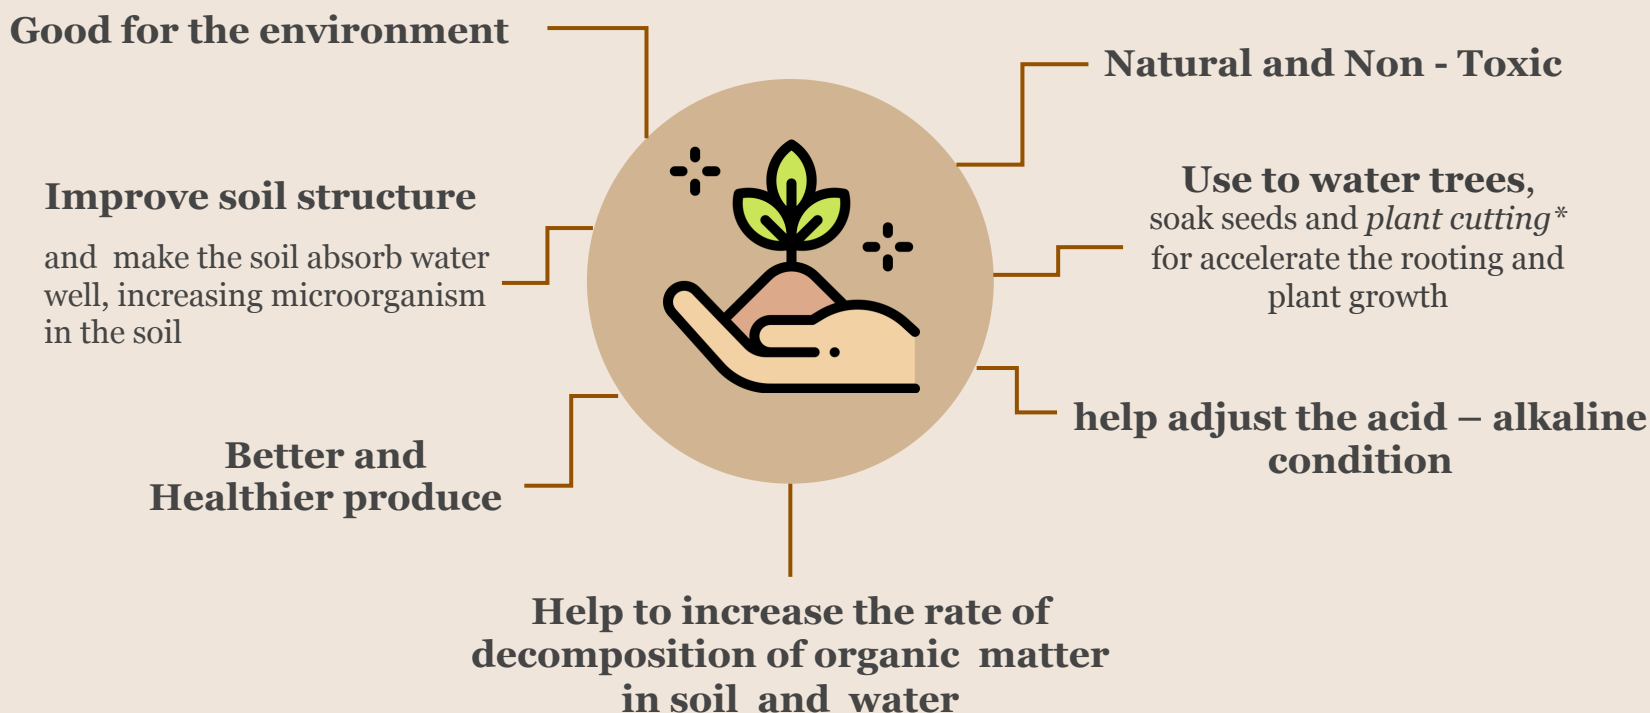 Good for the environment
Natural and Non - Toxic
Improve soil structure
and  make the soil absorb water
well, increasing microorganism
in the soil
Use to water trees,
soak seeds and plant cutting*
for accelerate the rooting and
plant growth
Better and
Healthier produce
help adjust the acid – alkaline
condition
Help to increase the rate of
decomposition of organic  matter
in soil  and  water